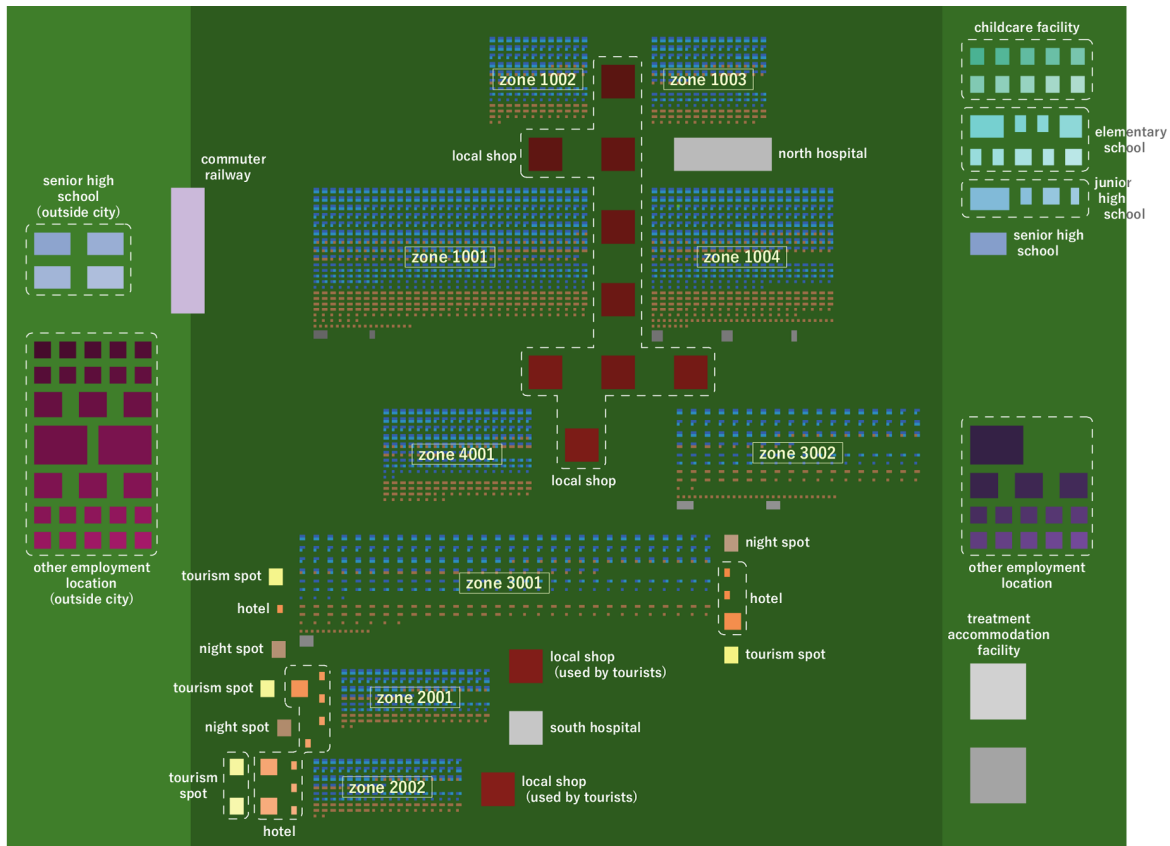 childcare facility
zone 1002
zone 1003
elementary
school
local shop
north hospital
commuter
railway
senior high
school
(outside city)
junior
high
school
senior high
school
zone 1001
zone 1004
zone 4001
zone 3002
local shop
night spot
other employment
location
(outside city)
tourism spot
zone 3001
other employment
location
hotel
hotel
treatment
accommodation
facility
night spot
tourism spot
local shop
(used by tourists)
tourism spot
zone 2001
night spot
south hospital
tourism
spot
zone 2002
local shop
(used by tourists)
hotel